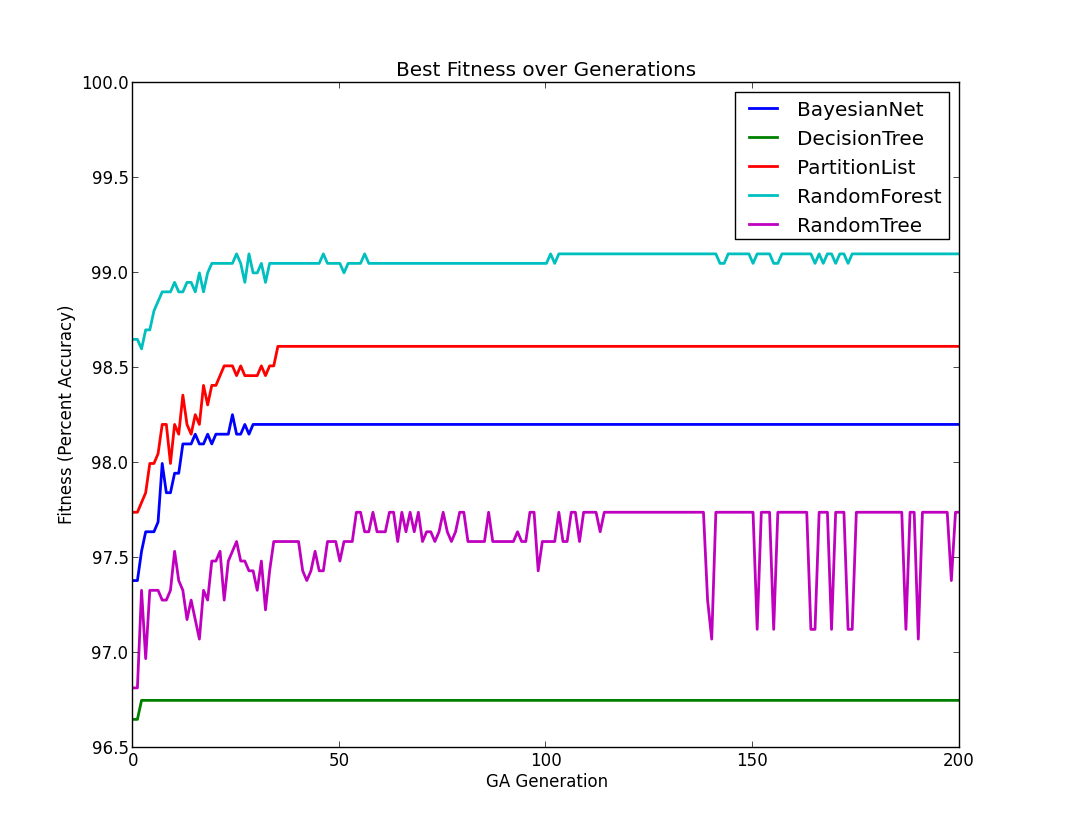 Best Fitness over Generations
100.0
99.5
99.0
98.5
98.0
97.5
97.0
96.5
Fitness (Percent Accuracy)
BayesianNet
DecisionTree
PartitionList
RandomForest
RandomTree
0 50 100 150 200
GA Generation